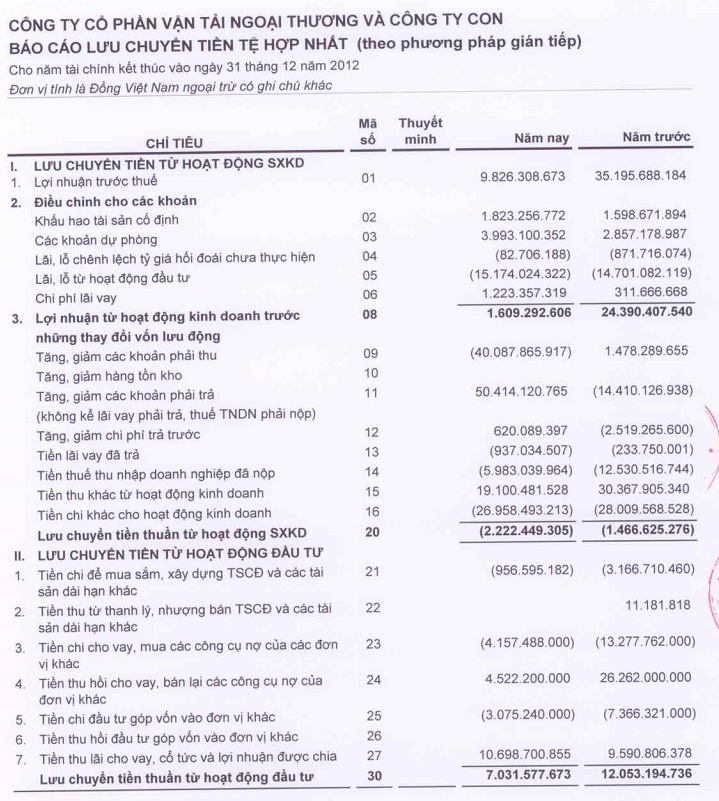 CÔNG TY CỔ PHẦN VẬN TẢI NGOẠI THƯƠNG VÀ CÔNG TY CON
BÁO CÁO LƯU CHUYỂN TIỀN TỆ HỢP NHẤT (theo phương pháp gián tiếp)
Cho năm tài chính kết thúc vào ngày 31 tháng 12 năm 2012
Đơn vị tính là Đồng Việt Nam ngoại trừ có ghi chú khác
CHỈ TIÊU Mã số Thuyết minh Năm nay Năm trước
I. LƯU CHUYỂN TIỀN TỪ HOẠT ĐỘNG SXKD
1. Lợi nhuận trước thuế 01 9.826.308.673 35.195.688.184
2. Điều chỉnh cho các khoản
Khấu hao tài sản cố định 02 1.823.256.772 1.598.671.894
Các khoản dự phòng 03 3.993.100.352 2.857.178.987
Lãi, lỗ chênh lệch tỷ giá hối đoái chưa thực hiện 04 (82.706.188) (871.716.074)
Lãi, lỗ từ hoạt động đầu tư 05 (15.174.024.322) (14.701.082.119)
Chi phí lãi vay 06 1.223.357.319 311.666.668
3. Lợi nhuận từ hoạt động kinh doanh trước 08 1.609.292.606 24.390.407.540
những thay đổi vốn lưu động
Tăng, giảm các khoản phải thu 09 (40.087.865.917) 1.478.289.655
Tăng, giảm hàng tồn kho 10
Tăng, giảm các khoản phải trả 11 50.414.120.765 (14.410.126.938)
(không kể lãi vay phải trả, thuế TNDN phải nộp)
Tăng, giảm chi phí trả trước 12 620.089.397 (2.519.265.600)
Tiền lãi vay đã trả 13 (937.034.507) (233.750.001)
Tiền thuế thu nhập doanh nghiệp đã nộp 14 (5.983.039.964) (12.530.516.744)
Tiền thu khác từ hoạt động kinh doanh 15 19.100.481.528 30.367.905.340
Tiền chi khác cho hoạt động kinh doanh 16 (26.958.493.213) (28.009.568.528)
Lưu chuyển tiền thuần từ hoạt động SXKD 20 (2.222.449.305) (1.466.625.276)
II. LƯU CHUYỂN TIỀN TỪ HOẠT ĐỘNG ĐẦU TƯ
1. Tiền chi để mua sắm, xây dựng TSCĐ và các tài 21 (956.595.182) (3.166.710.460)
sản dài hạn khác
2. Tiền thu từ thanh lý, nhượng bán TSCĐ và các tài 22 11.181.818
sản dài hạn khác
3. Tiền chi cho vay, mua các công cụ nợ của các đơn 23 (4.157.488.000) (13.277.762.000)
vị khác
4. Tiền thu hồi cho vay, bán lại các công cụ nợ của 24 4.522.200.000 26.262.000.000
đơn vị khác
5. Tiền chi đầu tư góp vốn vào đơn vị khác 25 (3.075.240.000) (7.366.321.000)
6. Tiền thu hồi đầu tư góp vốn vào đơn vị khác 26
7. Tiền thu lãi cho vay, cổ tức và lợi nhuận được chia 27 10.698.700.855 9.590.806.378
Lưu chuyển tiền thuần từ hoạt động đầu tư 30 7.031.577.673 12.053.194.736